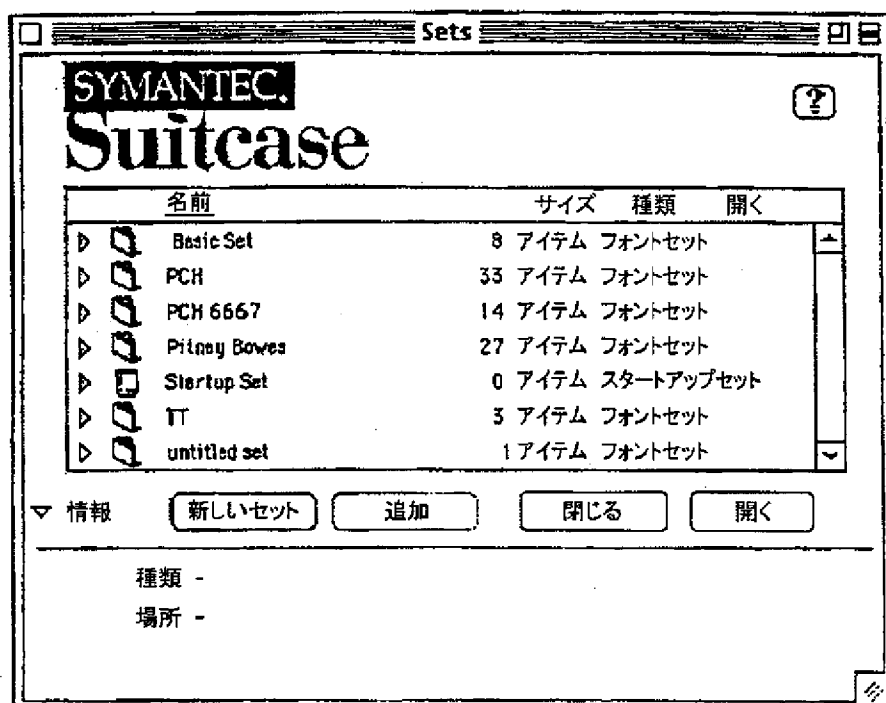 Sets
SYMANTEC.
Suitcase
名前 サイズ 種類 開く
Basic Set 8 アイテム フォントセット
PCH 33 アイテム フォントセット
PCH 6667 14 アイテム フォントセット
Pitney Bowes 27 アイテム フォントセット
Startup Set 0 アイテム スタートアップセット
TT 3 アイテム フォントセット
untitled set 1 アイテム フォントセット
情報 新しいセット 追加 閉じる 開く
種類 -
場所 -